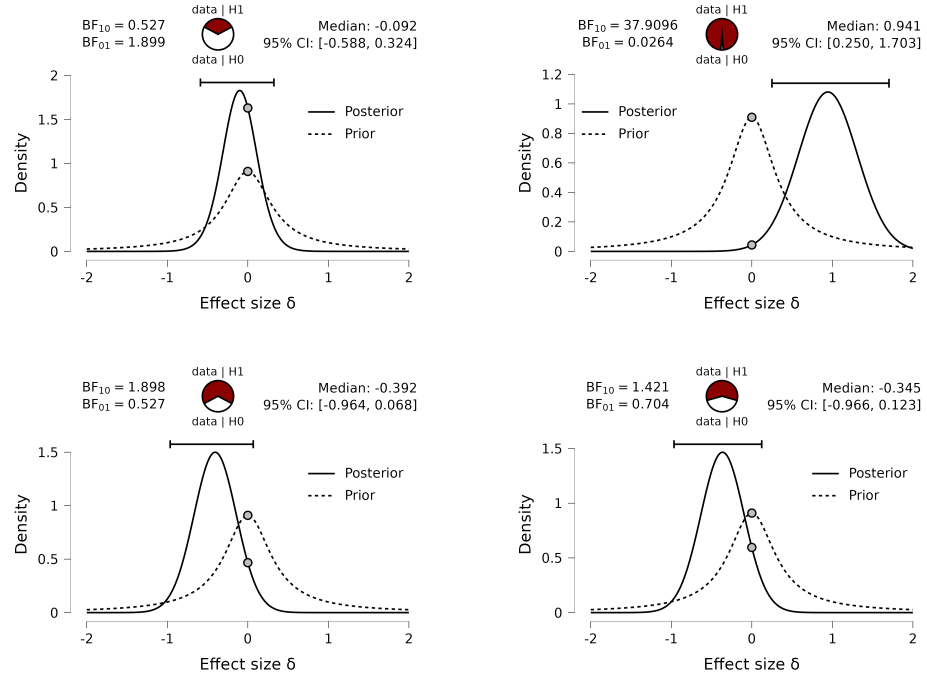 data | H1
BF₁₀ = 0.527
BF₀₁ = 1.899
Median: -0.092
95% CI: [-0.588, 0.324]
data | H0
Density
2
1.5
1
0.5
0
Posterior
Prior
-2 -1 0 1 2
Effect size δ
data | H1
BF₁₀ = 37.9096
BF₀₁ = 0.0264
Median: 0.941
95% CI: [0.250, 1.703]
data | H0
Density
1.2
1
0.8
0.6
0.4
0.2
0
Posterior
Prior
-2 -1 0 1 2
Effect size δ
data | H1
BF₁₀ = 1.898
BF₀₁ = 0.527
Median: -0.392
95% CI: [-0.964, 0.068]
data | H0
Density
1.5
1
0.5
0
Posterior
Prior
-2 -1 0 1 2
Effect size δ
data | H1
BF₁₀ = 1.421
BF₀₁ = 0.704
Median: -0.345
95% CI: [-0.966, 0.123]
data | H0
Density
1.5
1
0.5
0
Posterior
Prior
-2 -1 0 1 2
Effect size δ